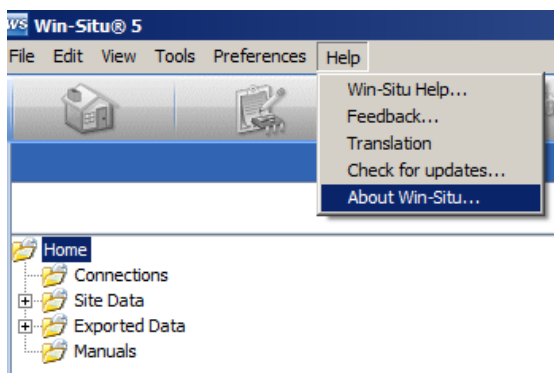 WS Win-Situ® 5
File Edit View Tools Preferences Help
Win-Situ Help...
Feedback...
Translation
Check for updates...
About Win-Situ...
Home
Connections
Site Data
Exported Data
Manuals